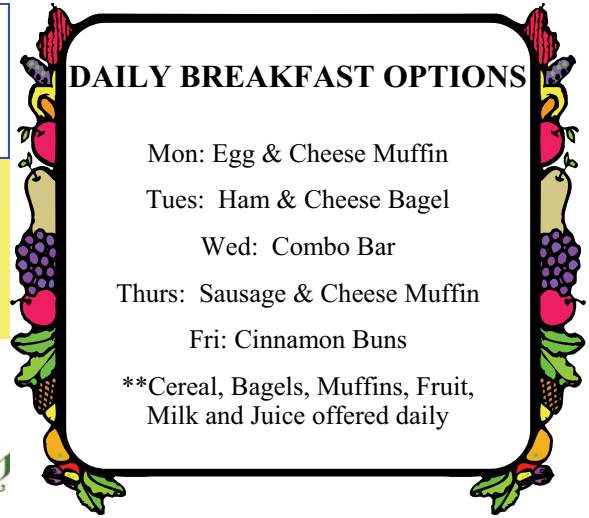 DAILY BREAKFAST OPTIONS
Mon: Egg & Cheese Muffin
Tues: Ham & Cheese Bagel
Wed: Combo Bar
Thurs: Sausage & Cheese Muffin
Fri: Cinnamon Buns
**Cereal, Bagels, Muffins, Fruit,
Milk and Juice offered daily